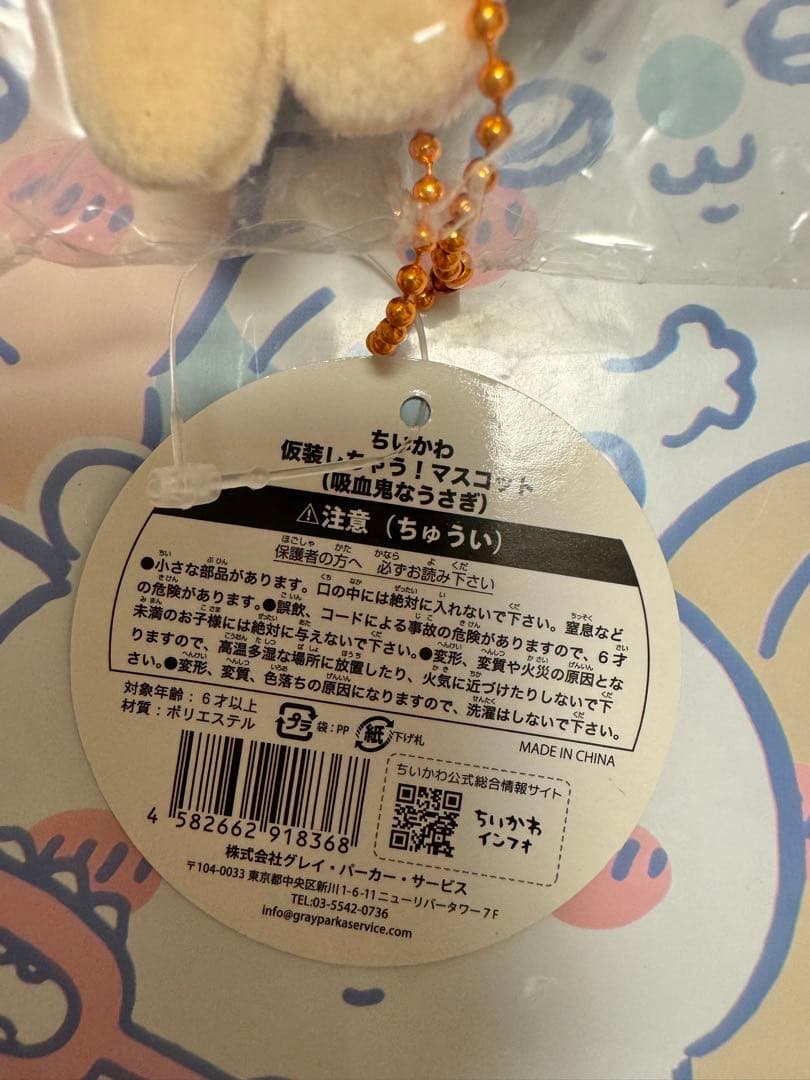 ちいかわ
仮装しちゃう！マスコット
(吸血鬼なうさぎ)
⚠注意（ちゅうい）
保護者の方へ 必ずお読み下さい
●小さな部品があります。口の中には絶対に入れないで下さい。窒息など
の危険があります。●誤飲、コードによる事故の危険がありますので、6才
未満のお子様には絶対に与えないで下さい。●変形、変質や火災の原因とな
りますので、高温多湿な場所に放置したり、火気に近づけたりしないで下
さい。●変形、変質、色落ちの原因になりますので、洗濯はしないで下さい。
対象年齢：6才以上
材質：ポリエステル
プラ 袋：PP 紙 下げ札
MADE IN CHINA
ちいかわ公式総合情報サイト
ちいかわ
インフォ
4 582662 918368
株式会社グレイ・パーカー・サービス
〒104-0033 東京都中央区新川1-6-11 ニューリバータワー7F
TEL:03-5542-0736
info@grayparkaservice.com